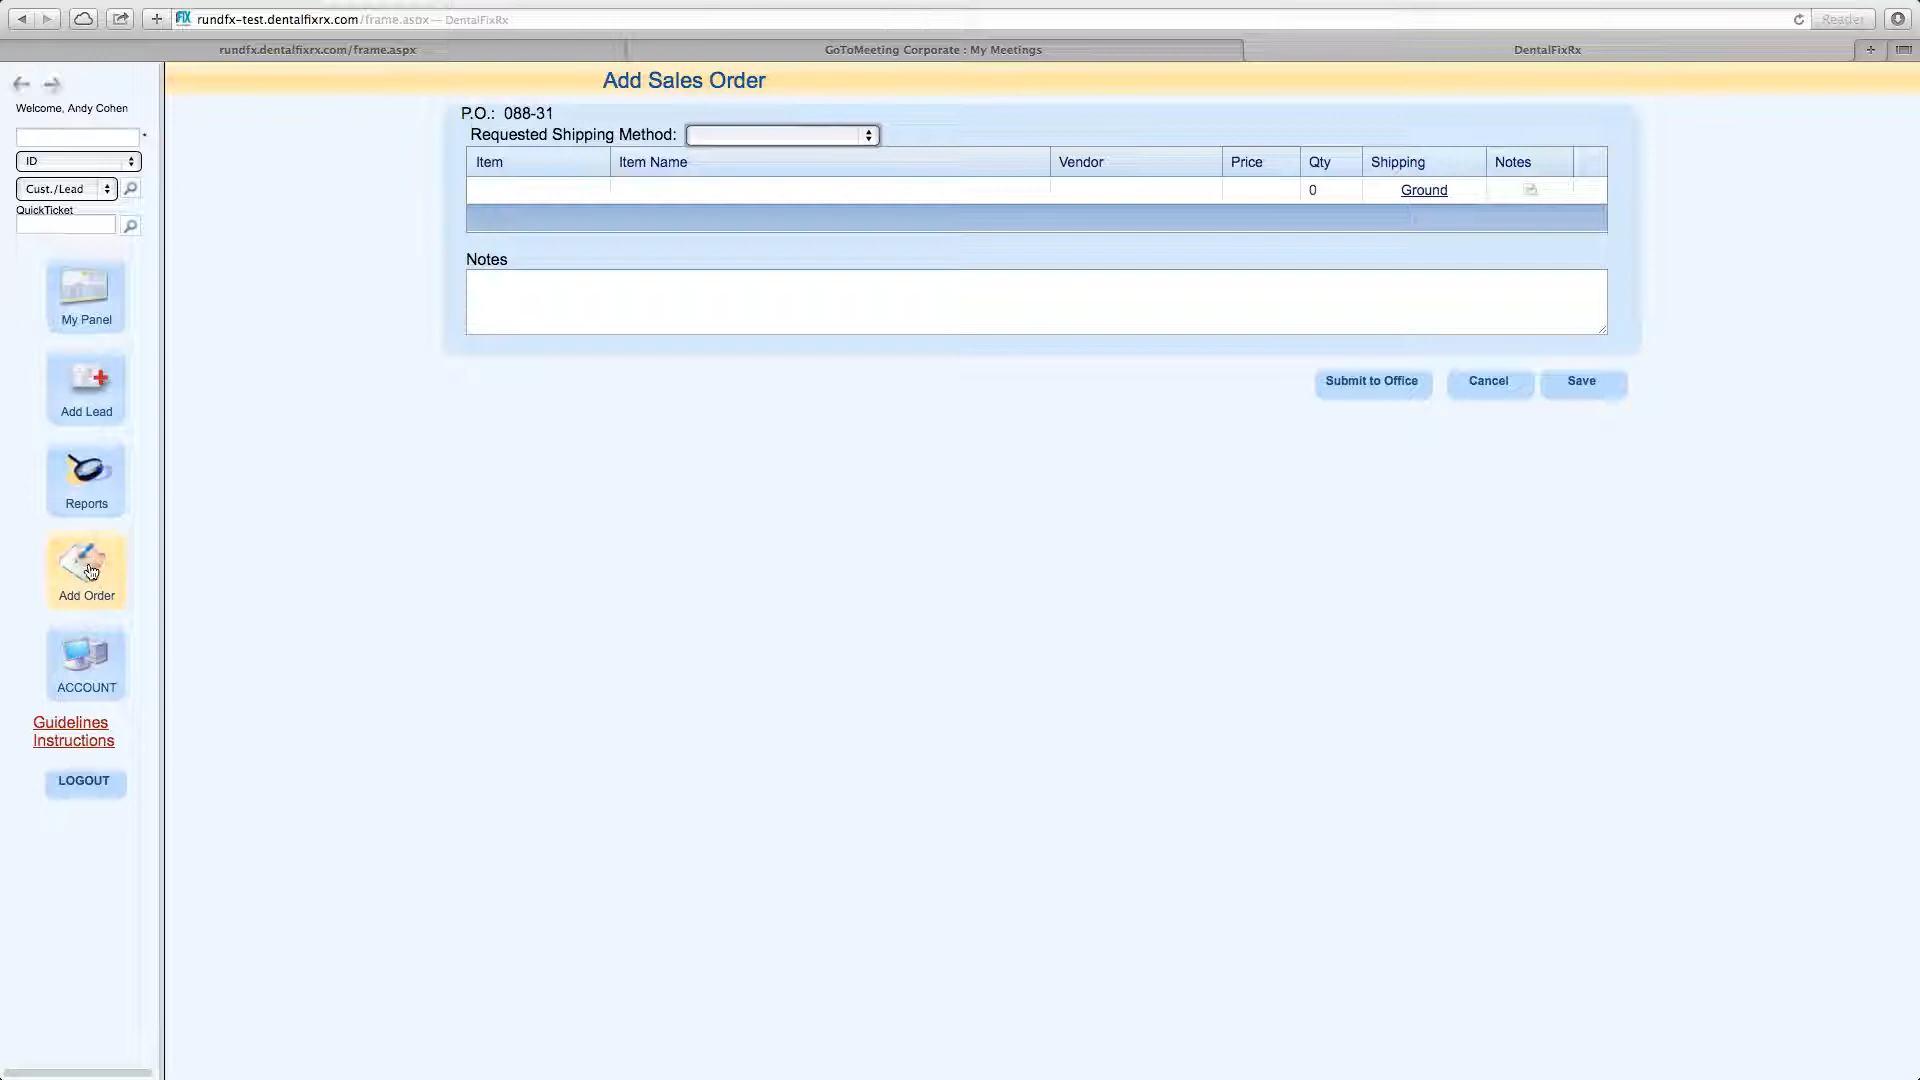 rundfx-test.dentalfixrx.com/frame.aspx — DentalFixRx
Reader
rundfx.dentalfixrx.com/frame.aspx
GoToMeeting Corporate : My Meetings
DentalFixRx
Welcome, Andy Cohen
*
ID
Cust./Lead
QuickTicket
My Panel
Add Lead
Reports
Add Order
ACCOUNT
Guidelines
Instructions
LOGOUT
Add Sales Order
P.O.: 088-31
Requested Shipping Method:
Item Item Name Vendor Price Qty Shipping Notes
0 Ground
Notes
Submit to Office Cancel Save